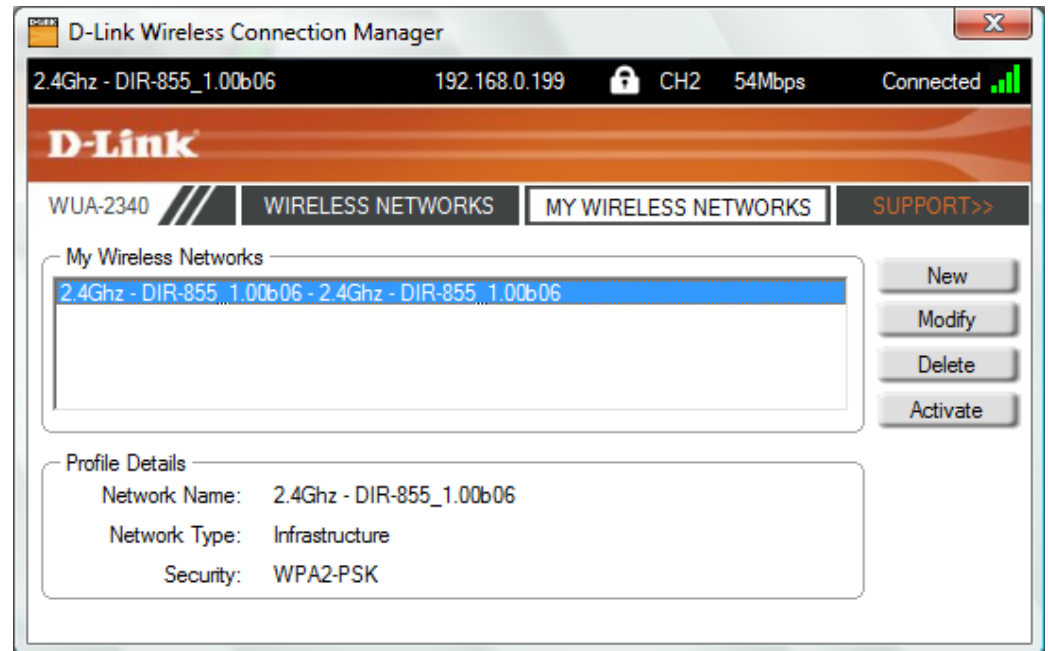 D-Link Wireless Connection Manager
2.4Ghz - DIR-855_1.00b06 192.168.0.199 CH2 54Mbps Connected
D-Link
WUA-2340 WIRELESS NETWORKS MY WIRELESS NETWORKS SUPPORT>>
My Wireless Networks
2.4Ghz - DIR-855_1.00b06 - 2.4Ghz - DIR-855_1.00b06
New
Modify
Delete
Activate
Profile Details
Network Name: 2.4Ghz - DIR-855_1.00b06
Network Type: Infrastructure
Security: WPA2-PSK